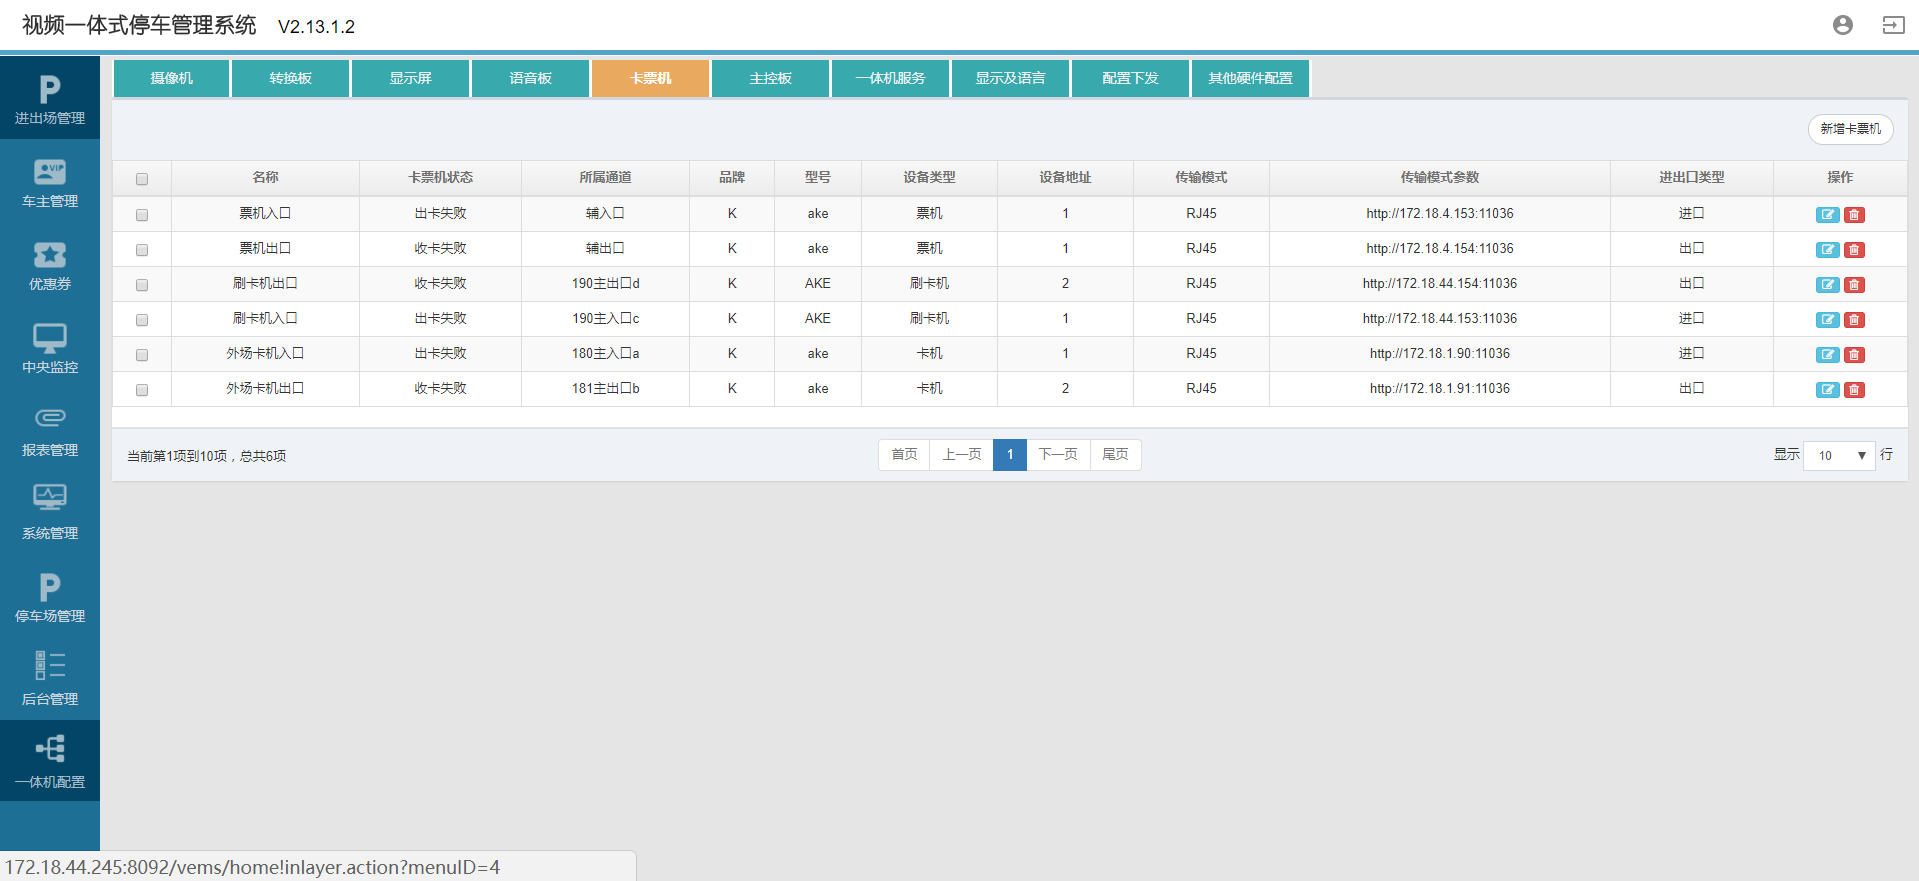 视频一体式停车管理系统 V2.13.1.2
摄像机 转换板 显示屏 语音板 卡票机 主控板 一体机服务 显示及语言 配置下发 其他硬件配置
P
进出场管理
VIP
车主管理
优惠券
中央监控
报表管理
系统管理
P
停车场管理
后台管理
一体机配置
新增卡票机
名称 卡票机状态 所属通道 品牌 型号 设备类型 设备地址 传输模式 传输模式参数 进出口类型 操作
票机入口 出卡失败 辅入口 K ake 票机 1 RJ45 http://172.18.4.153:11036 进口
票机出口 收卡失败 辅出口 K ake 票机 1 RJ45 http://172.18.4.154:11036 出口
刷卡机出口 收卡失败 190主出口d K AKE 刷卡机 2 RJ45 http://172.18.44.154:11036 出口
刷卡机入口 出卡失败 190主入口c K AKE 刷卡机 1 RJ45 http://172.18.44.153:11036 进口
外场卡机入口 出卡失败 180主入口a K ake 卡机 1 RJ45 http://172.18.1.90:11036 进口
外场卡机出口 收卡失败 181主出口b K ake 卡机 2 RJ45 http://172.18.1.91:11036 出口
当前第1项到10项，总共6项 首页 上一页 1 下一页 尾页 显示 10 行
172.18.44.245:8092/vems/home!inlayer.action?menuID=4